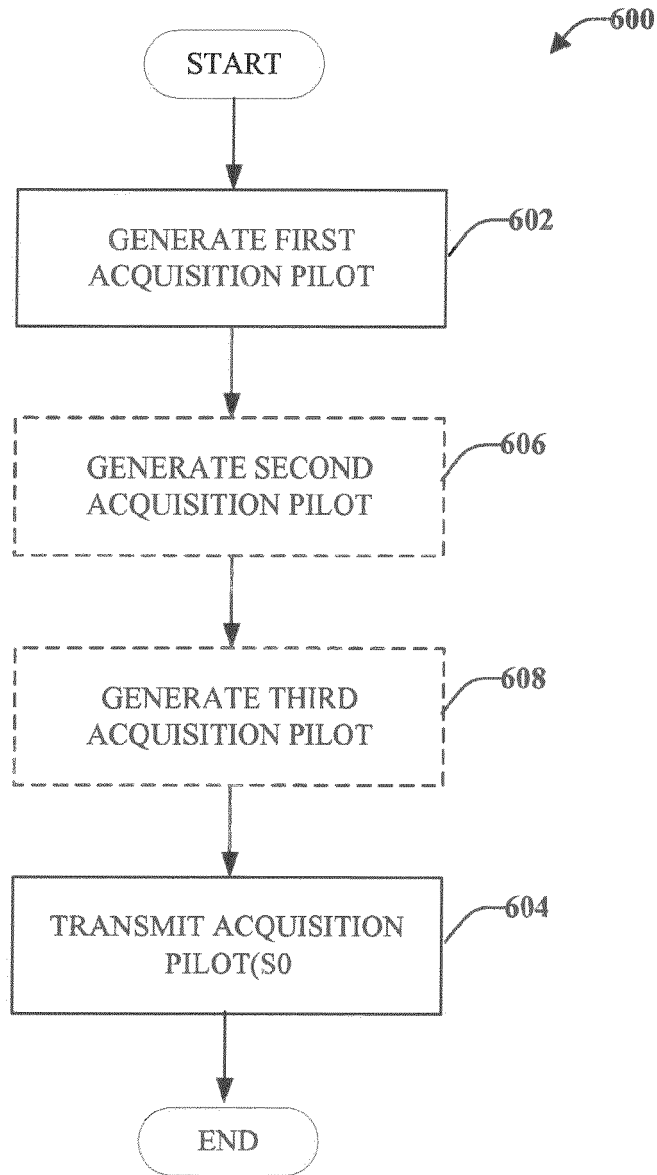 600
START
602
GENERATE FIRST
ACQUISITION PILOT
606
GENERATE SECOND
ACQUISITION PILOT
608
GENERATE THIRD
ACQUISITION PILOT
604
TRANSMIT ACQUISITION
PILOT(S0
END